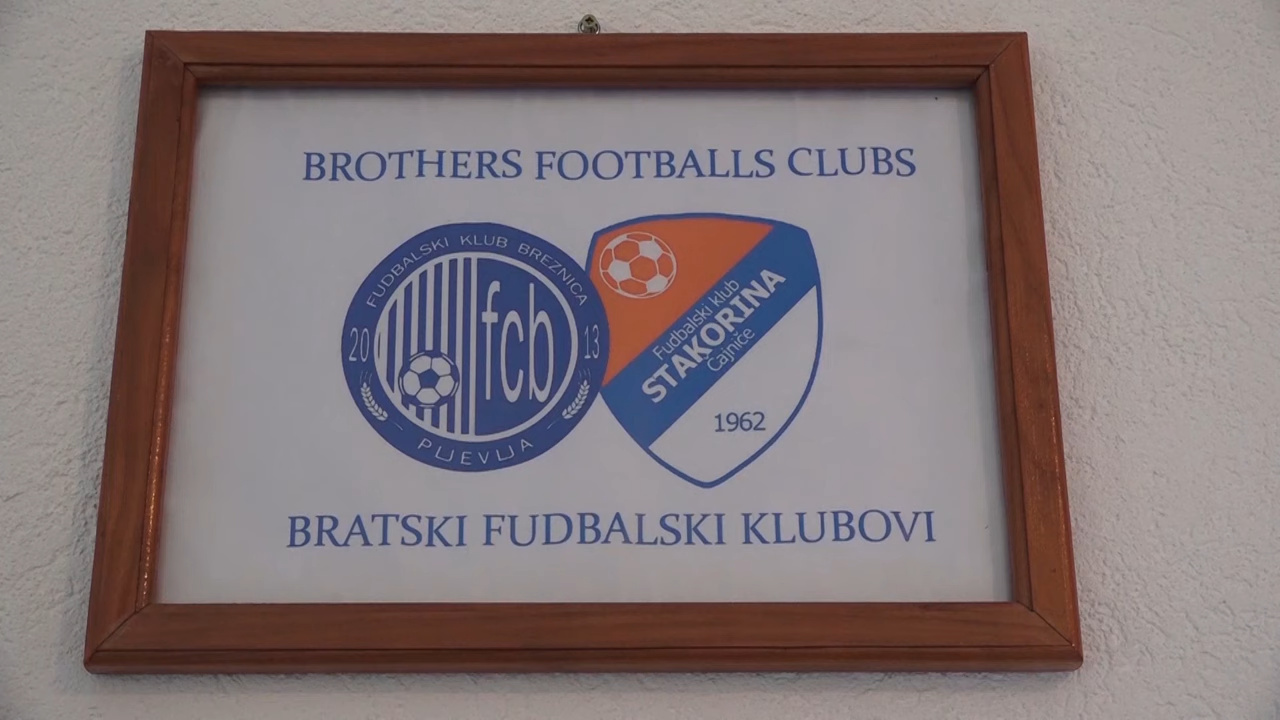 BROTHERS FOOTBALLS CLUBS
FUDBALSKI KLUB BREZNICA
20 13
fcb
PLJEVLJA
Fudbalski klub
STAKORINA
Čajniče
1962
BRATSKI FUDBALSKI KLUBOVI